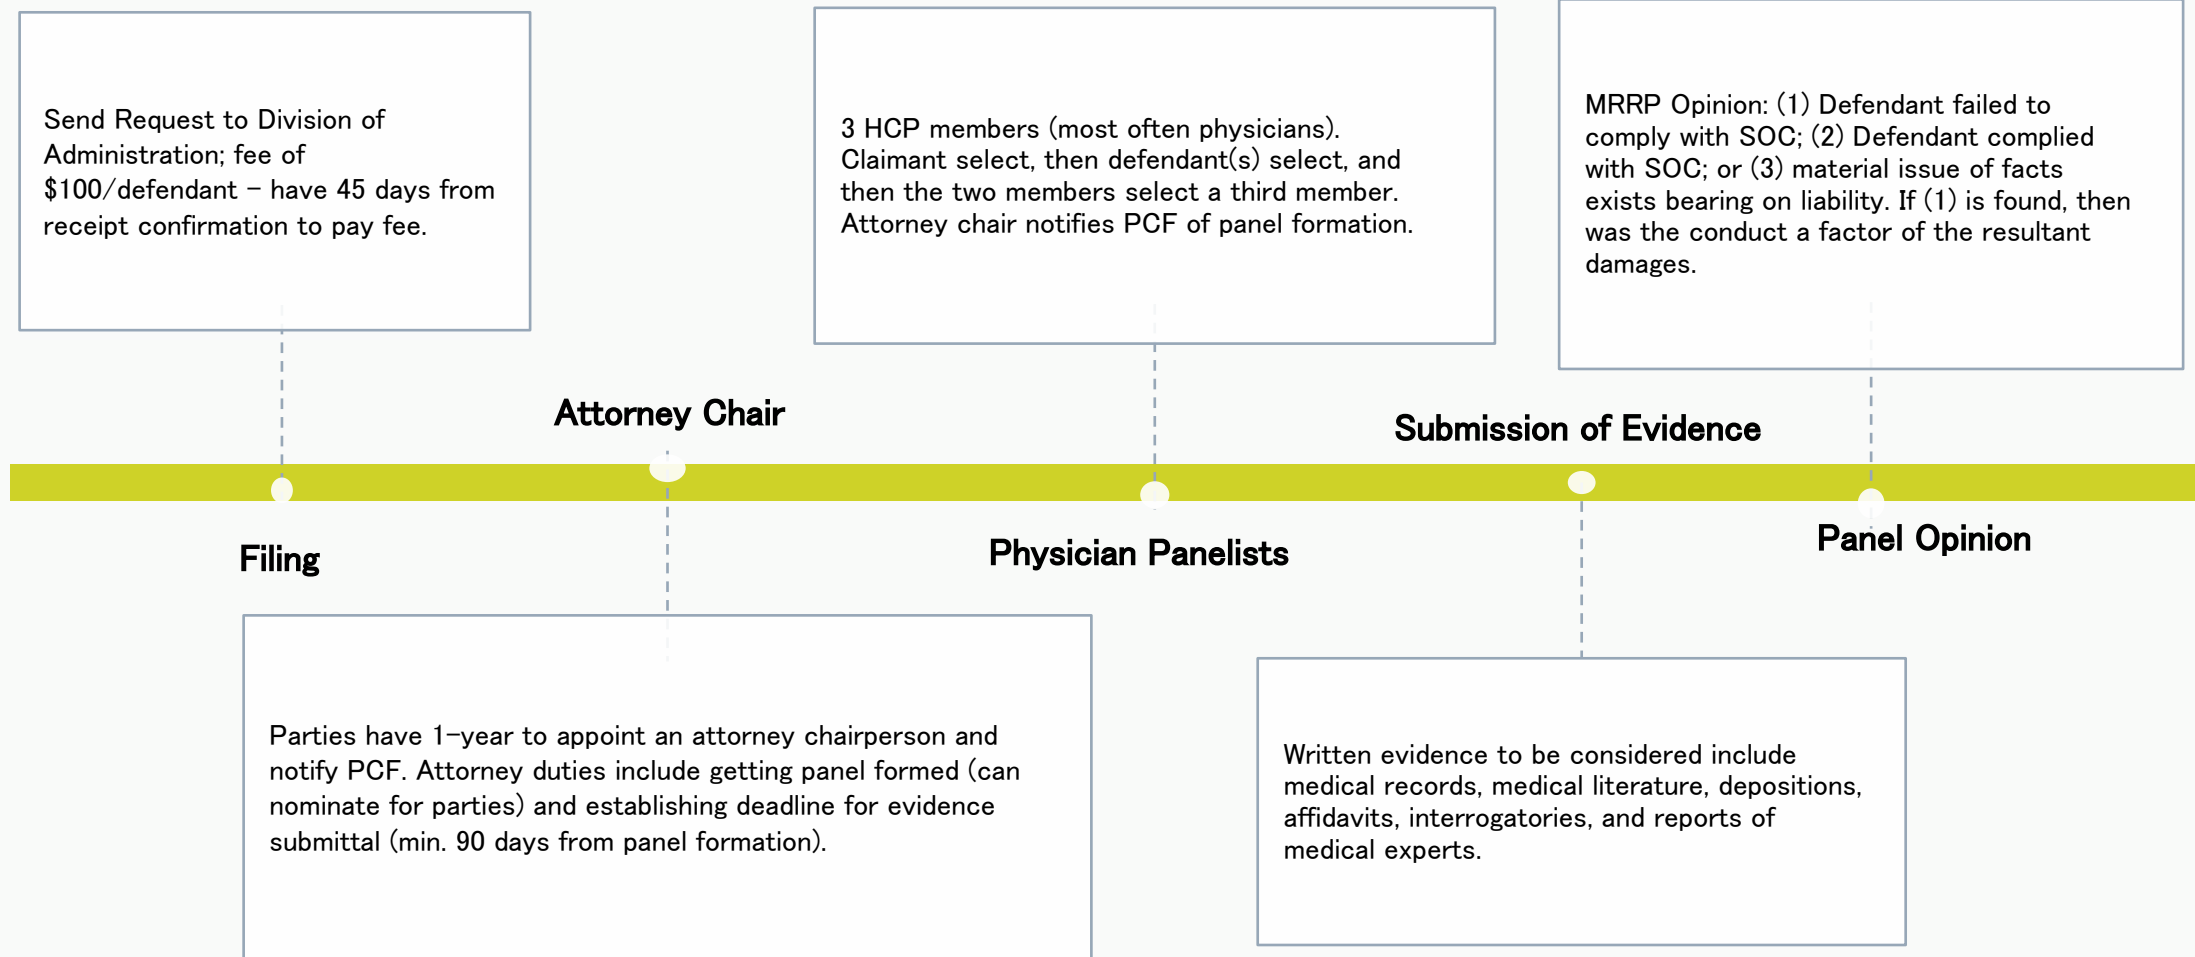 Send Request to Division of
Administration; fee of
$100/defendant – have 45 days from
receipt confirmation to pay fee.
3 HCP members (most often physicians).
Claimant select, then defendant(s) select, and
then the two members select a third member.
Attorney chair notifies PCF of panel formation.
MRRP Opinion: (1) Defendant failed to
comply with SOC; (2) Defendant complied
with SOC; or (3) material issue of facts
exists bearing on liability. If (1) is found, then
was the conduct a factor of the resultant
damages.
Attorney Chair
Submission of Evidence
Filing
Physician Panelists
Panel Opinion
Parties have 1-year to appoint an attorney chairperson and
notify PCF. Attorney duties include getting panel formed (can
nominate for parties) and establishing deadline for evidence
submittal (min. 90 days from panel formation).
Written evidence to be considered include
medical records, medical literature, depositions,
affidavits, interrogatories, and reports of
medical experts.